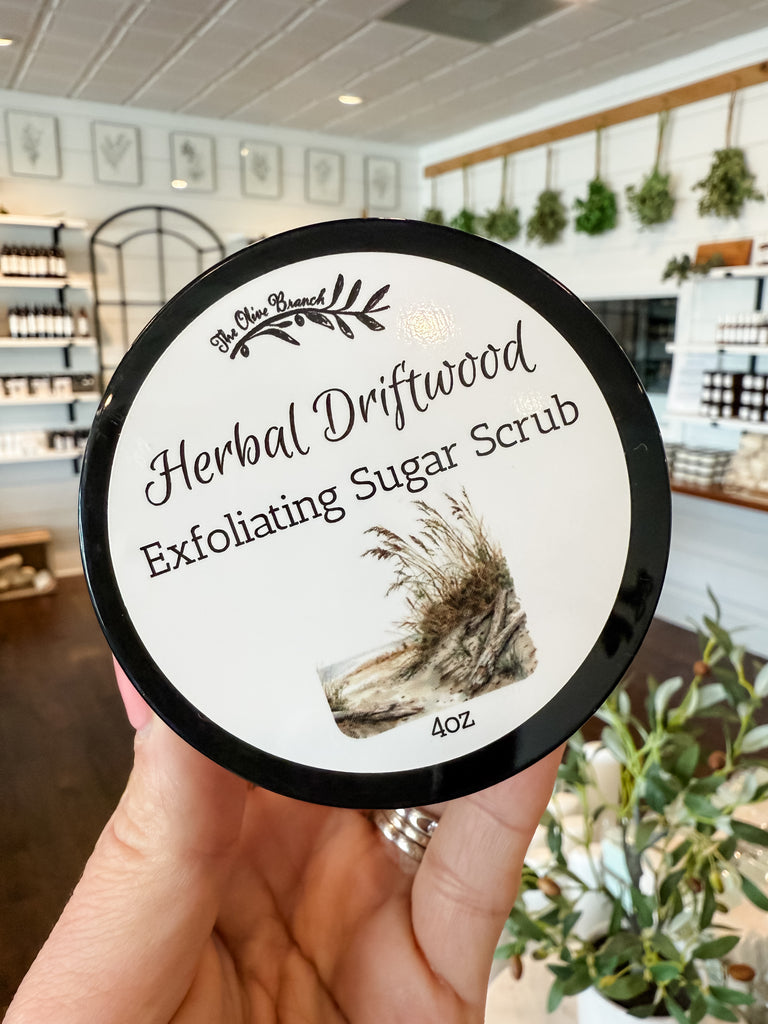 The Olive Branch
Herbal Driftwood
Exfoliating Sugar Scrub
4oz